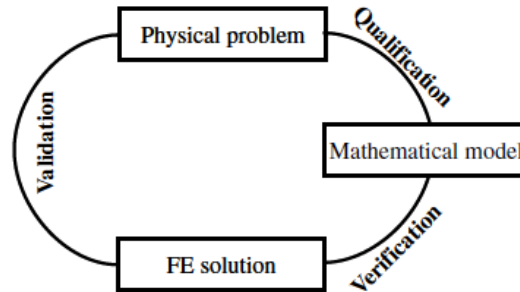 Physical problem
Qualification
Validation
Mathematical model
FE solution
Verification